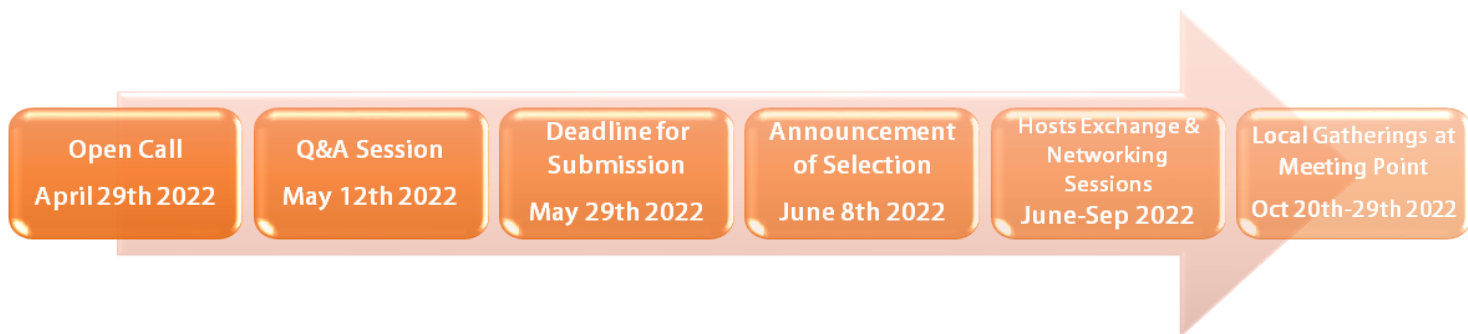 Open Call
April 29th 2022
Q&A Session
May 12th 2022
Deadline for
Submission
May 29th 2022
Announcement
of Selection
June 8th 2022
Hosts Exchange &
Networking
Sessions
June-Sep 2022
Local Gatherings at
Meeting Point
Oct 20th-29th 2022